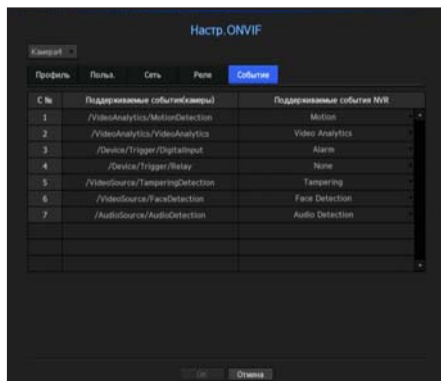 Настр.ONVIF
Камера4
Профиль Польз. Сеть Реле Событие
С № Поддерживаемые события(камеры) Поддерживаемые события NVR
1 /VideoAnalytics/MotionDetection Motion
2 /VideoAnalytics/VideoAnalytics Video Analytics
3 /Device/Trigger/DigitalInput Alarm
4 /Device/Trigger/Relay None
5 /VideoSource/TamperingDetection Tampering
6 /VideoSource/FaceDetection Face Detection
7 /AudioSource/AudioDetection Audio Detection
OK Отмена